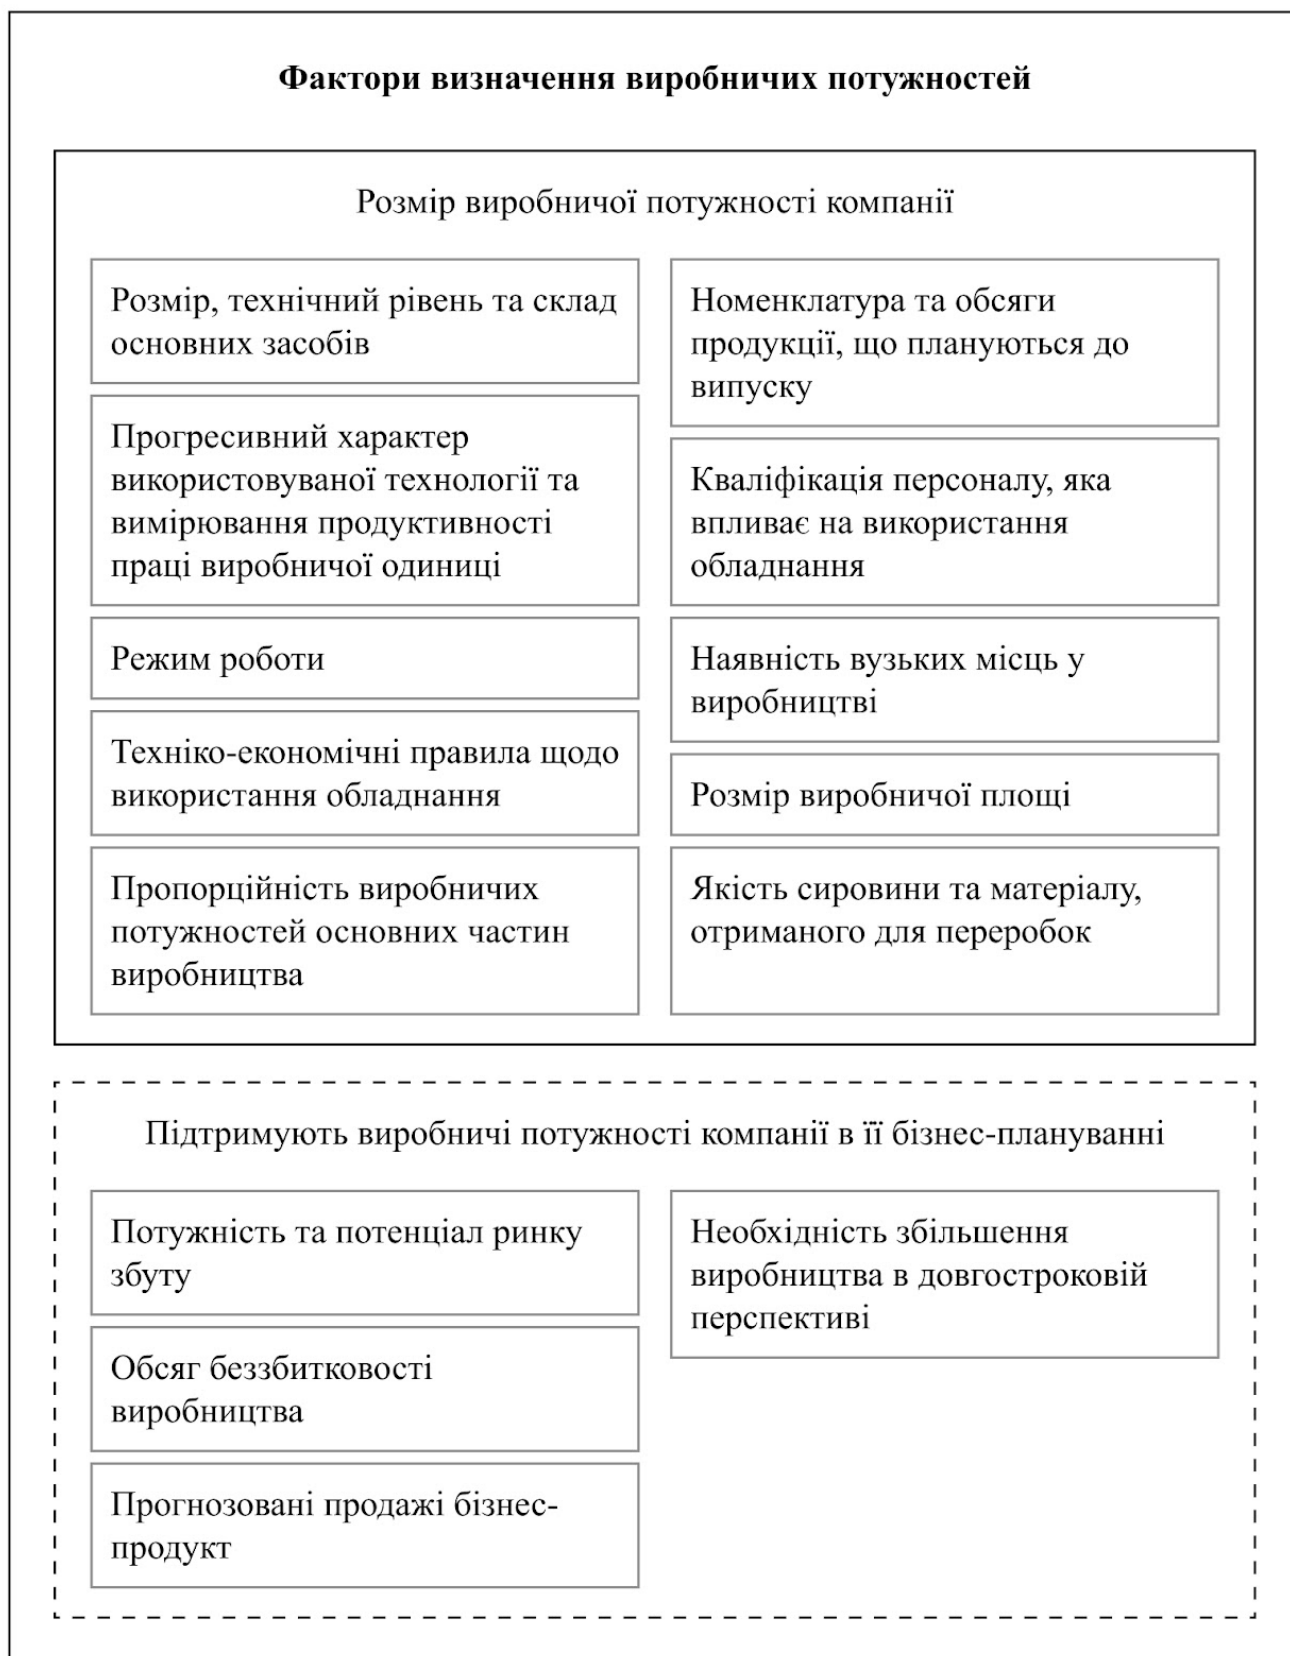 Фактори визначення виробничих потужностей
Розмір виробничої потужності компанії
Розмір, технічний рівень та склад
основних засобів
Прогресивний характер
використовуваної технології та
вимірювання продуктивності
праці виробничої одиниці
Режим роботи
Техніко-економічні правила щодо
використання обладнання
Пропорційність виробничих
потужностей основних частин
виробництва
Номенклатура та обсяги
продукції, що плануються до
випуску
Кваліфікація персоналу, яка
впливає на використання
обладнання
Наявність вузьких місць у
виробництві
Розмір виробничої площі
Якість сировини та матеріалу,
отриманого для переробок
Підтримують виробничі потужності компанії в її бізнес-плануванні
Потужність та потенціал ринку
збуту
Обсяг беззбитковості
виробництва
Прогнозовані продажі бізнес-
продукт
Необхідність збільшення
виробництва в довгостроковій
перспективі